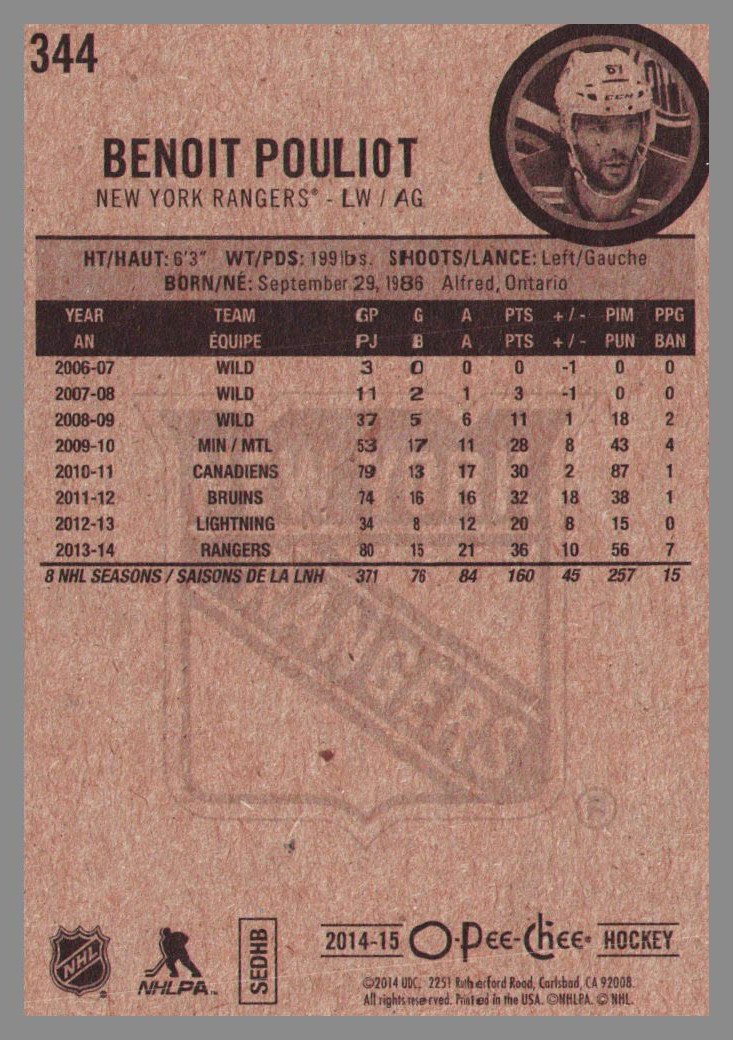 344
BENOIT POULIOT
NEW YORK RANGERS® - LW / AG
HT/HAUT: 6'3" WT/PDS: 199 lbs. SHOOTS/LANCE: Left/Gauche
BORN/NÉ: September 29, 1986 Alfred, Ontario
YEAR TEAM GP G A PTS +/- PIM PPG
AN ÉQUIPE PJ B A PTS +/- PUN BAN
2006-07 WILD 3 0 0 0 -1 0 0
2007-08 WILD 11 2 1 3 -1 0 0
2008-09 WILD 37 5 6 11 1 18 2
2009-10 MIN / MTL 53 17 11 28 8 43 4
2010-11 CANADIENS 79 13 17 30 2 87 1
2011-12 BRUINS 74 16 16 32 18 38 1
2012-13 LIGHTNING 34 8 12 20 8 15 0
2013-14 RANGERS 80 15 21 36 10 56 7
8 NHL SEASONS / SAISONS DE LA LNH 371 76 84 160 45 257 15
RANGERS
®
NHL
NHLPA™
SEDHB
2014-15 O-Pee-Chee® HOCKEY
©2014 UDC, 2251 Rutherford Road, Carlsbad, CA 92008.
All rights reserved. Printed in the USA. ©NHLPA. © NHL.